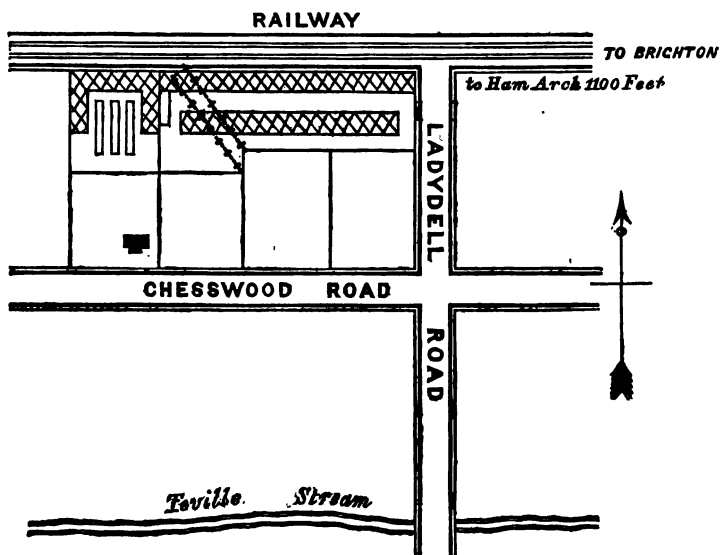 RAILWAY
TO BRIGHTON
to Ham Arch 1100 Feet
LADYDELL
CHESSWOOD ROAD
ROAD
Teville Stream